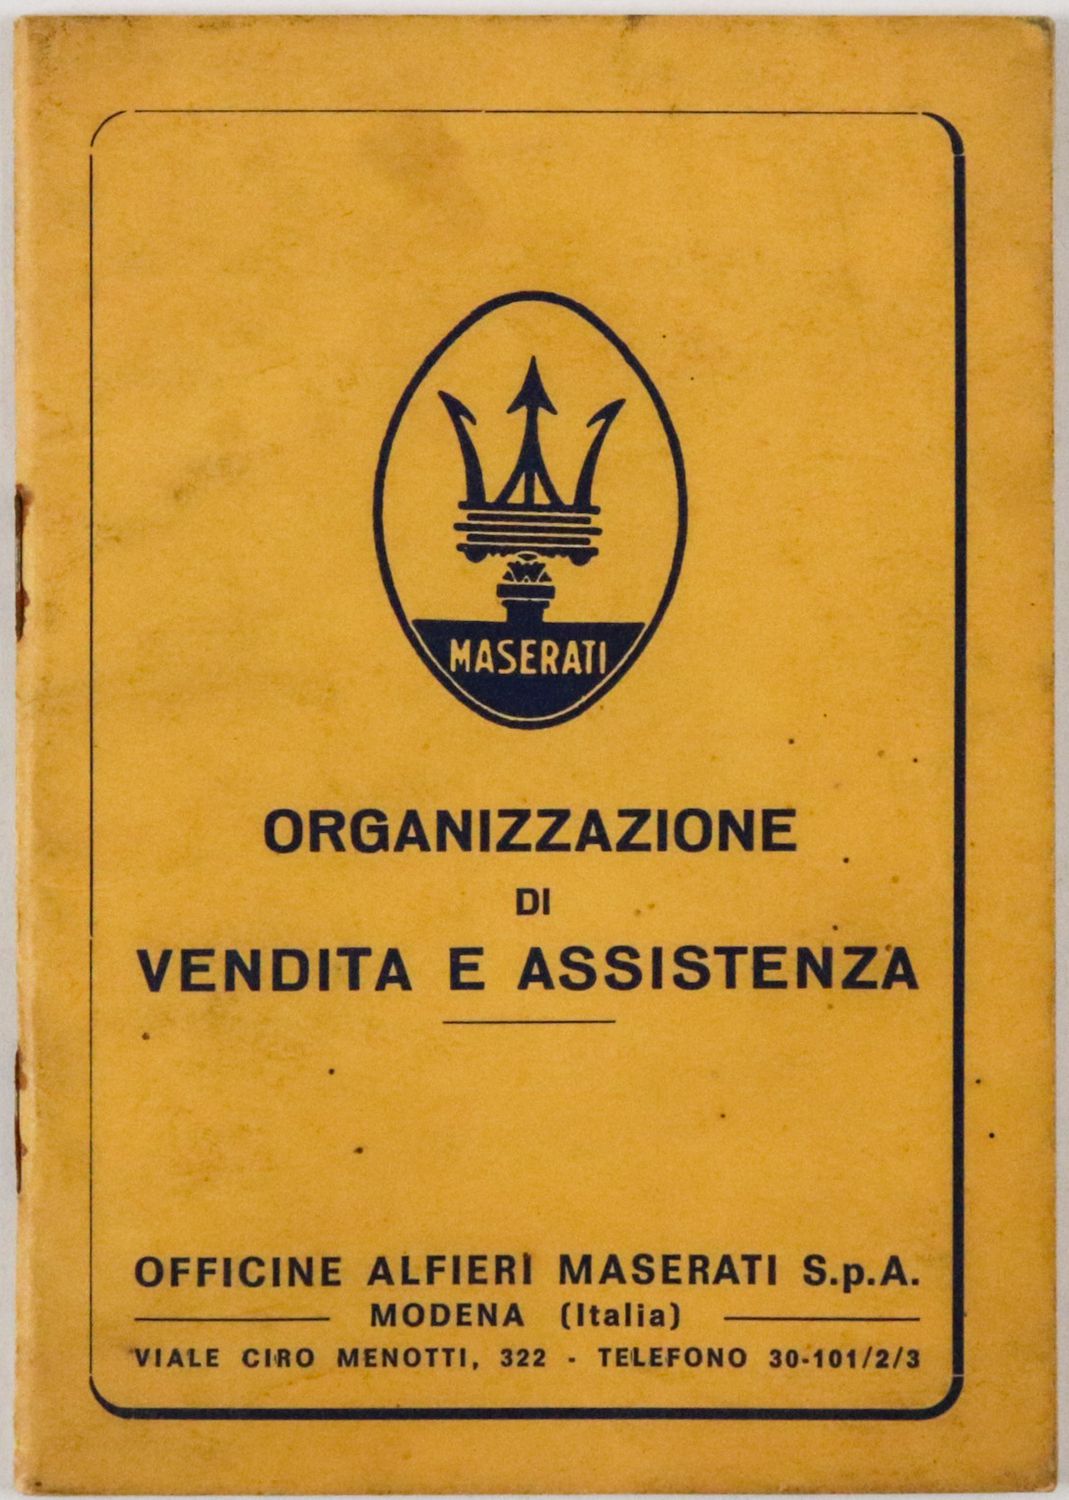 MASERATI
ORGANIZZAZIONE
DI
VENDITA E ASSISTENZA
OFFICINE ALFIERI MASERATI S.p.A.
MODENA (Italia)
VIALE CIRO MENOTTI, 322 - TELEFONO 30-101/2/3